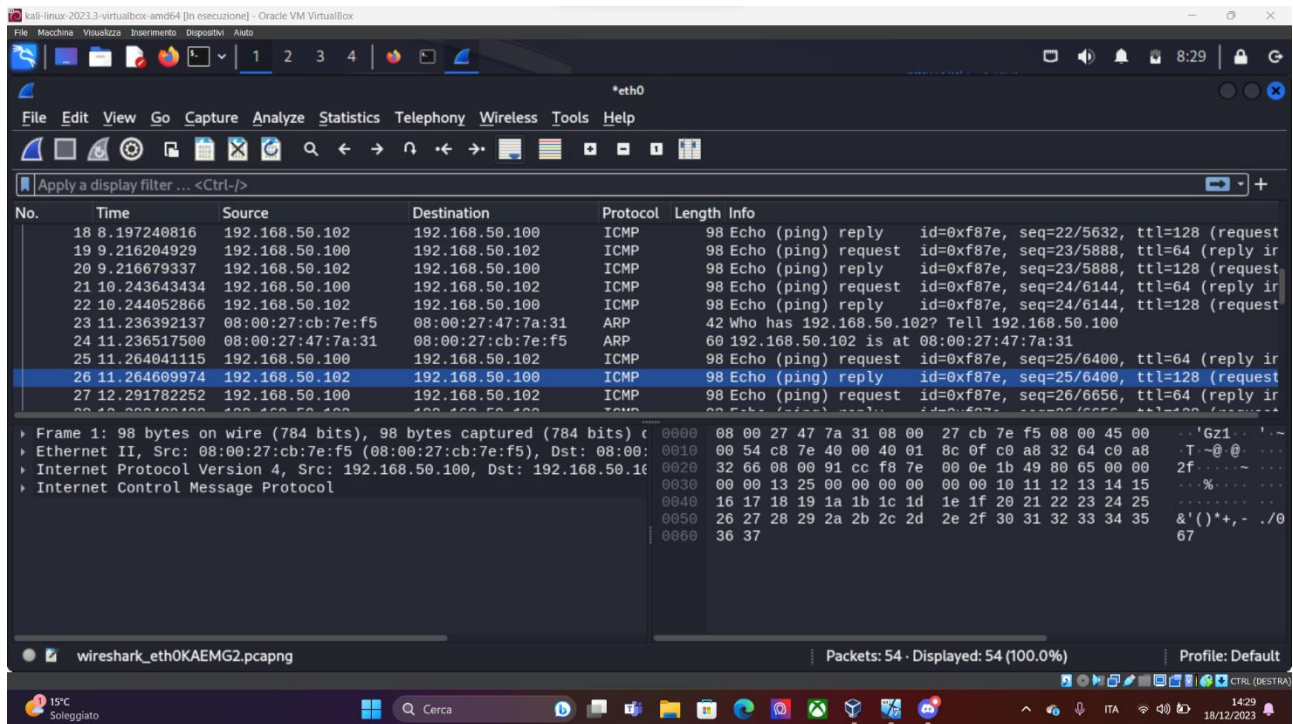 kali-linux-2023.3-virtualbox-amd64 [In esecuzione] - Oracle VM VirtualBox
File Macchina Visualizza Inserimento Dispositivi Aiuto
1 2 3 4 8:29
*eth0
File Edit View Go Capture Analyze Statistics Telephony Wireless Tools Help
Apply a display filter ... <Ctrl-/>
No. Time Source Destination Protocol Length Info
18 8.197240816 192.168.50.102 192.168.50.100 ICMP 98 Echo (ping) reply id=0xf87e, seq=22/5632, ttl=128 (request
19 9.216204929 192.168.50.100 192.168.50.102 ICMP 98 Echo (ping) request id=0xf87e, seq=23/5888, ttl=64 (reply in
20 9.216679337 192.168.50.102 192.168.50.100 ICMP 98 Echo (ping) reply id=0xf87e, seq=23/5888, ttl=128 (request
21 10.243643434 192.168.50.100 192.168.50.102 ICMP 98 Echo (ping) request id=0xf87e, seq=24/6144, ttl=64 (reply in
22 10.244052866 192.168.50.102 192.168.50.100 ICMP 98 Echo (ping) reply id=0xf87e, seq=24/6144, ttl=128 (request
23 11.236392137 08:00:27:cb:7e:f5 08:00:27:47:7a:31 ARP 42 Who has 192.168.50.102? Tell 192.168.50.100
24 11.236517500 08:00:27:47:7a:31 08:00:27:cb:7e:f5 ARP 60 192.168.50.102 is at 08:00:27:47:7a:31
25 11.264041115 192.168.50.100 192.168.50.102 ICMP 98 Echo (ping) request id=0xf87e, seq=25/6400, ttl=64 (reply in
26 11.264609974 192.168.50.102 192.168.50.100 ICMP 98 Echo (ping) reply id=0xf87e, seq=25/6400, ttl=128 (request
27 12.291782252 192.168.50.100 192.168.50.102 ICMP 98 Echo (ping) request id=0xf87e, seq=26/6656, ttl=64 (reply in
Frame 1: 98 bytes on wire (784 bits), 98 bytes captured (784 bits) o
Ethernet II, Src: 08:00:27:cb:7e:f5 (08:00:27:cb:7e:f5), Dst: 08:00:
Internet Protocol Version 4, Src: 192.168.50.100, Dst: 192.168.50.10
Internet Control Message Protocol
0000 08 00 27 47 7a 31 08 00 27 cb 7e f5 08 00 45 00 ··'Gz1·· '·~
0010 00 54 c8 7e 40 00 40 01 8c 0f c0 a8 32 64 c0 a8 ·T·~@·@· ···
0020 32 66 08 00 91 cc f8 7e 00 0e 1b 49 80 65 00 00 2f·····~ ···
0030 00 00 13 25 00 00 00 00 00 00 10 11 12 13 14 15 ···%···· ···
0040 16 17 18 19 1a 1b 1c 1d 1e 1f 20 21 22 23 24 25 ········ ···
0050 26 27 28 29 2a 2b 2c 2d 2e 2f 30 31 32 33 34 35 &'()*+,- ./0
0060 36 37 67
wireshark_eth0KAEMG2.pcapng Packets: 54 · Displayed: 54 (100.0%) Profile: Default
CTRL (DESTRA)
1 15°C
Soleggiato
Cerca
ITA
14:29
18/12/2023